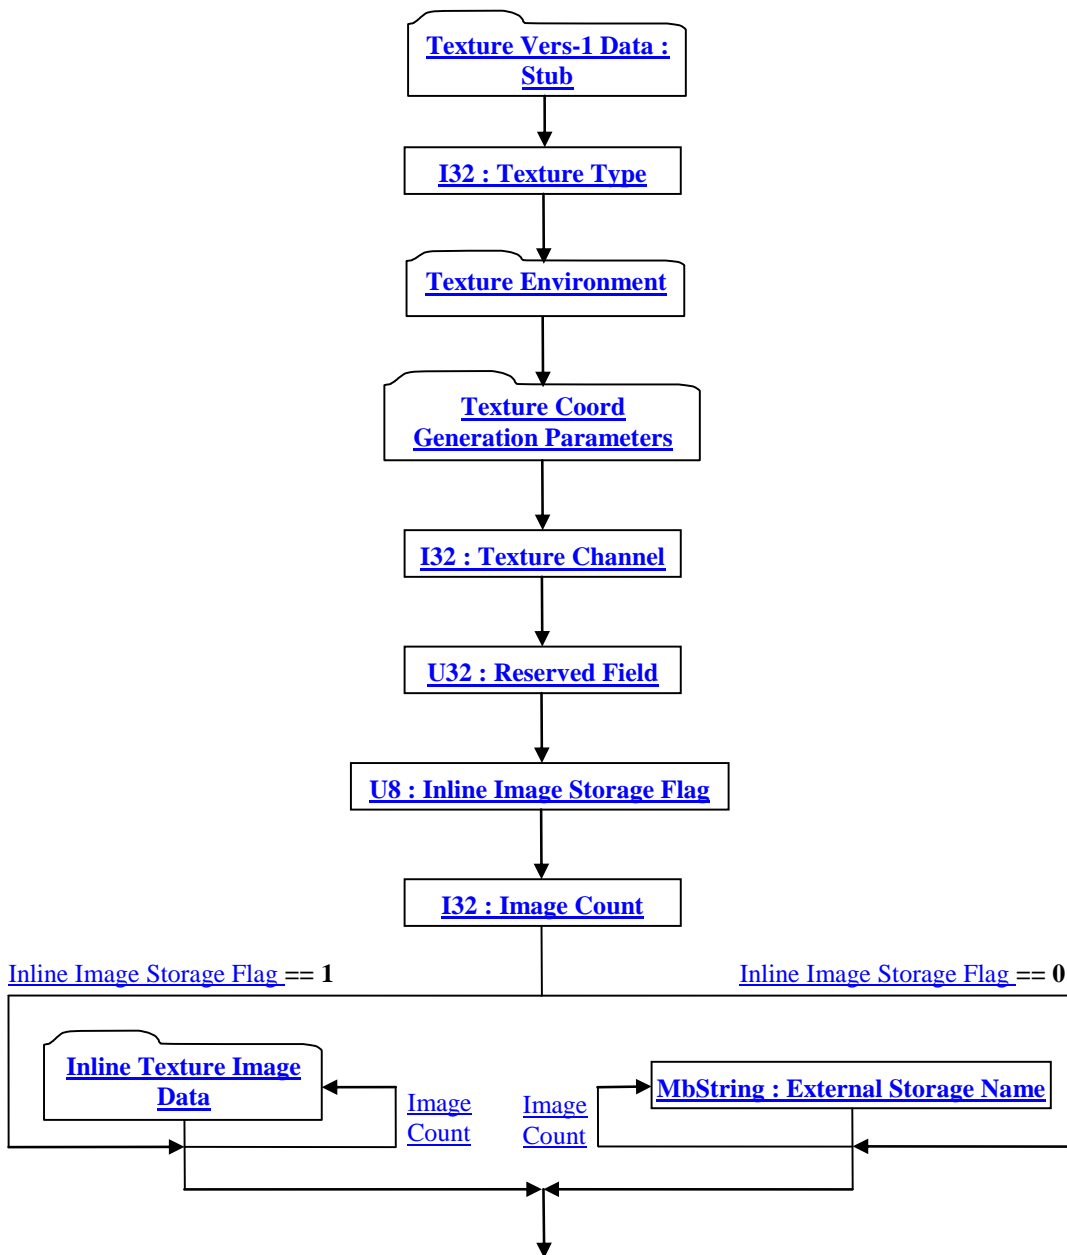 Texture Vers-1 Data :
Stub
I32 : Texture Type
Texture Environment
Texture Coord
Generation Parameters
I32 : Texture Channel
U32 : Reserved Field
U8 : Inline Image Storage Flag
I32 : Image Count
Inline Image Storage Flag == 1
Inline Image Storage Flag == 0
Inline Texture Image
Data
Image
Count
Image
Count
MbString : External Storage Name